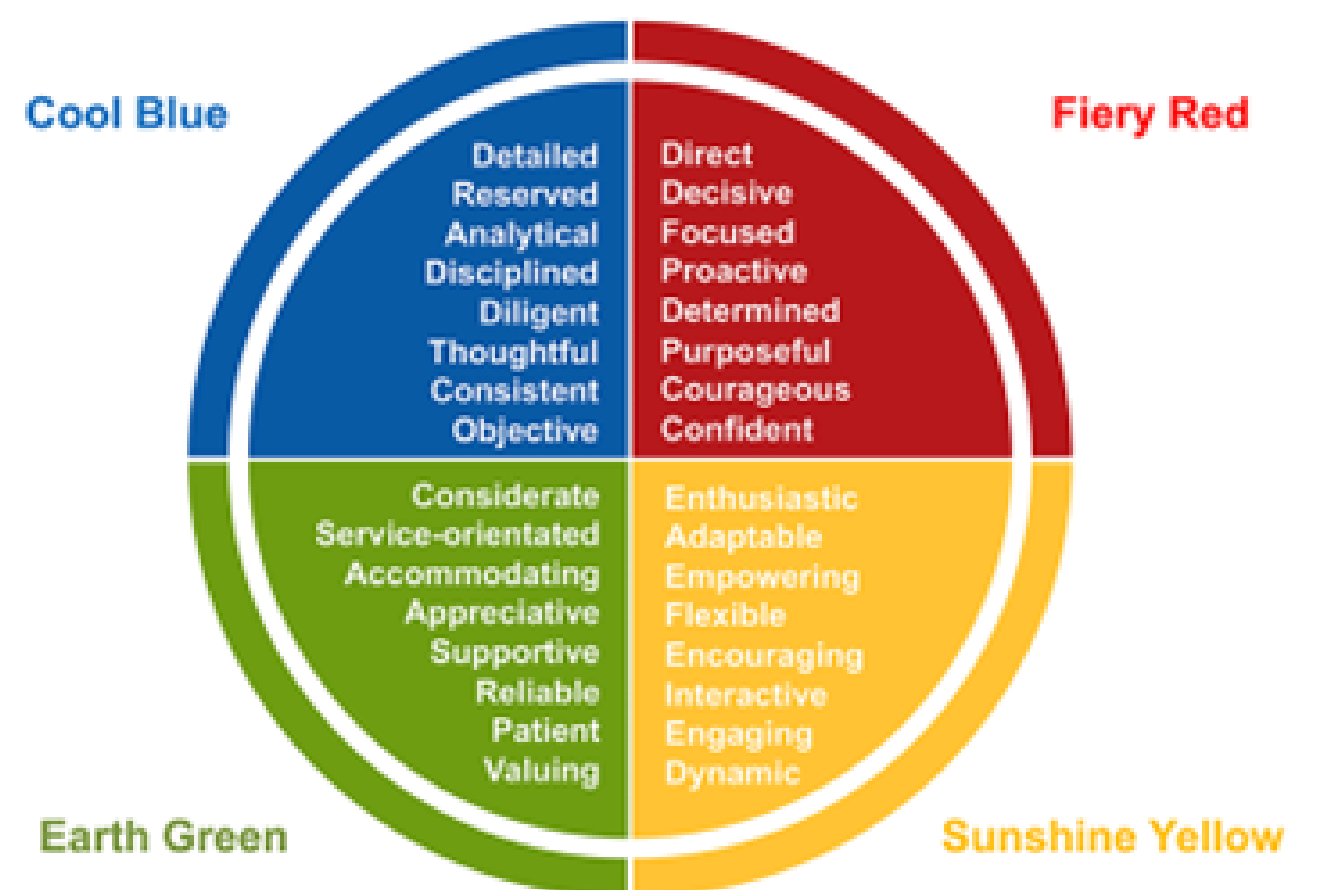 Cool Blue
Fiery Red
Detailed
Reserved
Analytical
Disciplined
Diligent
Thoughtful
Consistent
Objective
Direct
Decisive
Focused
Proactive
Determined
Purposeful
Courageous
Confident
Considerate
Service-orientated
Accommodating
Appreciative
Supportive
Reliable
Patient
Valuing
Enthusiastic
Adaptable
Empowering
Flexible
Encouraging
Interactive
Engaging
Dynamic
Earth Green
Sunshine Yellow